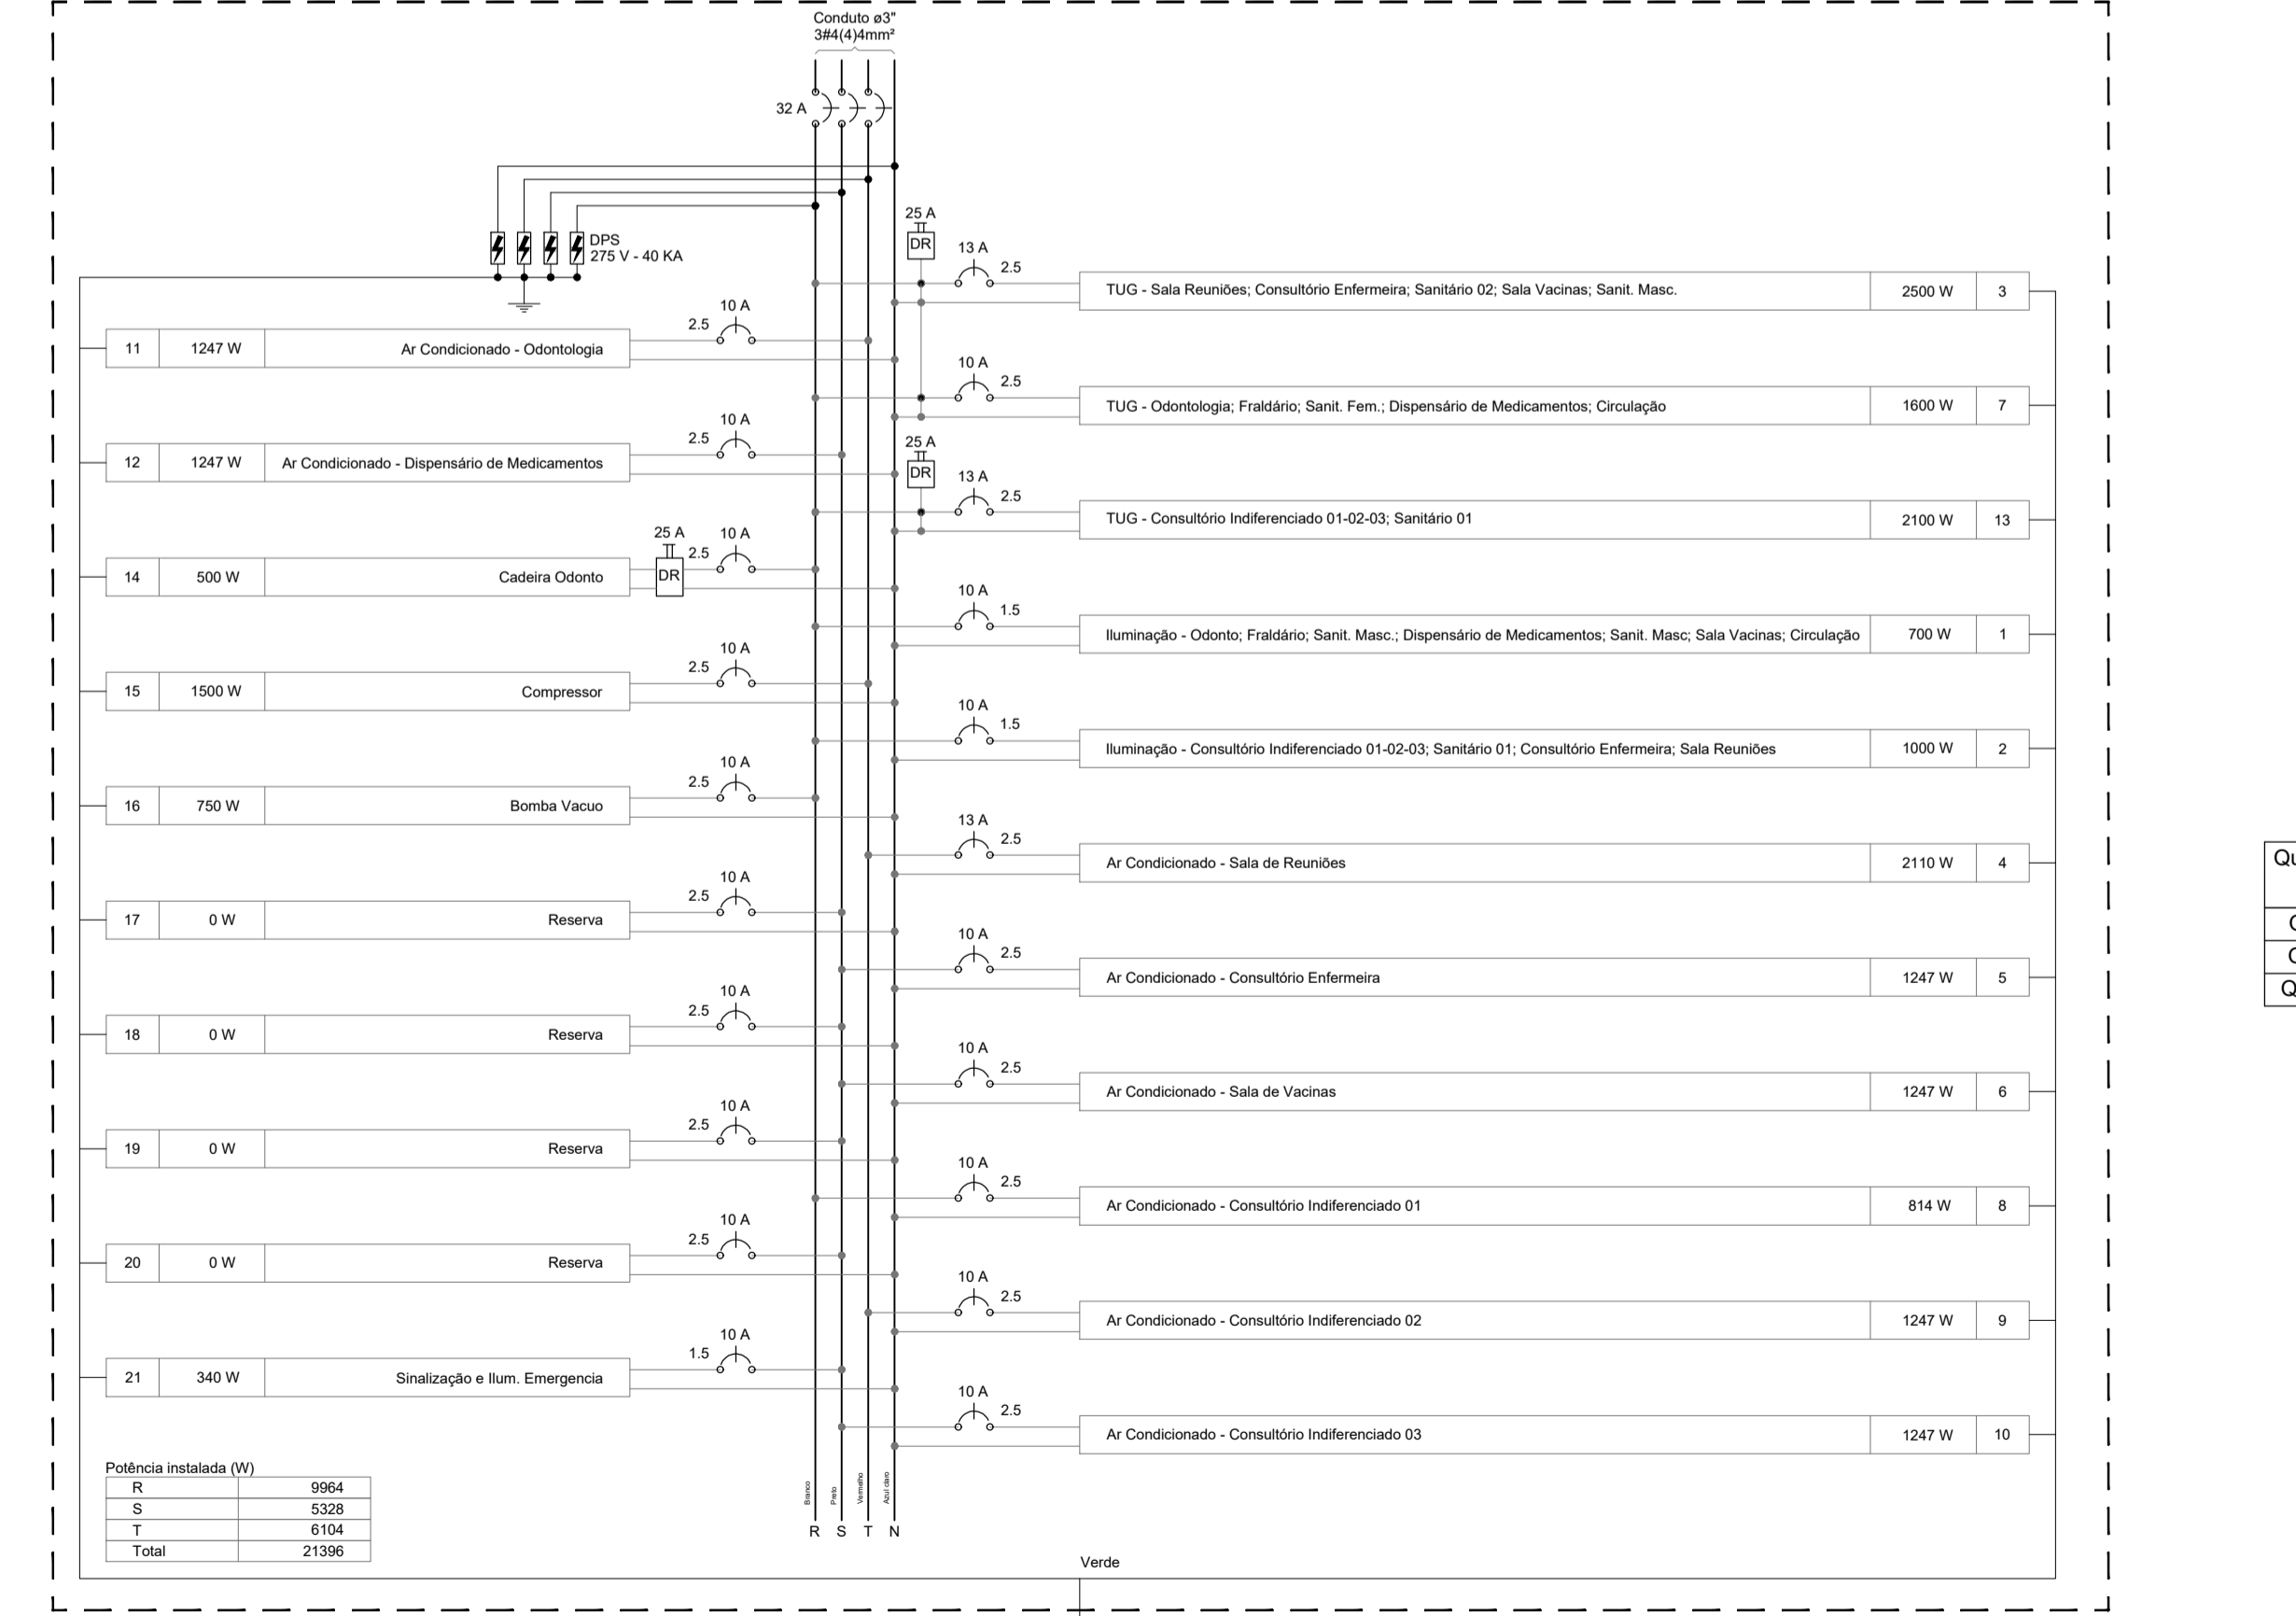 Conduto ø3"
3#4(4)4mm²
32 A
DPS
275 V - 40 KA
25 A
DR
13 A
2.5
TUG - Sala Reuniões; Consultório Enfermeira; Sanitário 02; Sala Vacinas; Sanit. Masc. 2500 W 3
10 A
2.5
11 1247 W Ar Condicionado - Odontologia
10 A
2.5
TUG - Odontologia; Fraldário; Sanit. Fem.; Dispensário de Medicamentos; Circulação 1600 W 7
10 A
2.5
12 1247 W Ar Condicionado - Dispensário de Medicamentos
25 A
DR
13 A
2.5
TUG - Consultório Indiferenciado 01-02-03; Sanitário 01 2100 W 13
25 A
DR
10 A
2.5
14 500 W Cadeira Odonto
10 A
1.5
Iluminação - Odonto; Fraldário; Sanit. Masc.; Dispensário de Medicamentos; Sanit. Masc; Sala Vacinas; Circulação 700 W 1
10 A
2.5
15 1500 W Compressor
10 A
1.5
Iluminação - Consultório Indiferenciado 01-02-03; Sanitário 01; Consultório Enfermeira; Sala Reuniões 1000 W 2
10 A
2.5
16 750 W Bomba Vacuo
13 A
2.5
Ar Condicionado - Sala de Reuniões 2110 W 4
10 A
2.5
17 0 W Reserva
10 A
2.5
Ar Condicionado - Consultório Enfermeira 1247 W 5
10 A
2.5
18 0 W Reserva
10 A
2.5
Ar Condicionado - Sala de Vacinas 1247 W 6
10 A
2.5
19 0 W Reserva
10 A
2.5
Ar Condicionado - Consultório Indiferenciado 01 814 W 8
10 A
2.5
20 0 W Reserva
10 A
2.5
Ar Condicionado - Consultório Indiferenciado 02 1247 W 9
10 A
1.5
21 340 W Sinalização e Ilum. Emergencia
10 A
2.5
Ar Condicionado - Consultório Indiferenciado 03 1247 W 10
Potência instalada (W)
R 9964
S 5328
T 6104
Total 21396
Branco
Preto
Vermelho
Azul claro
R S T N
Verde